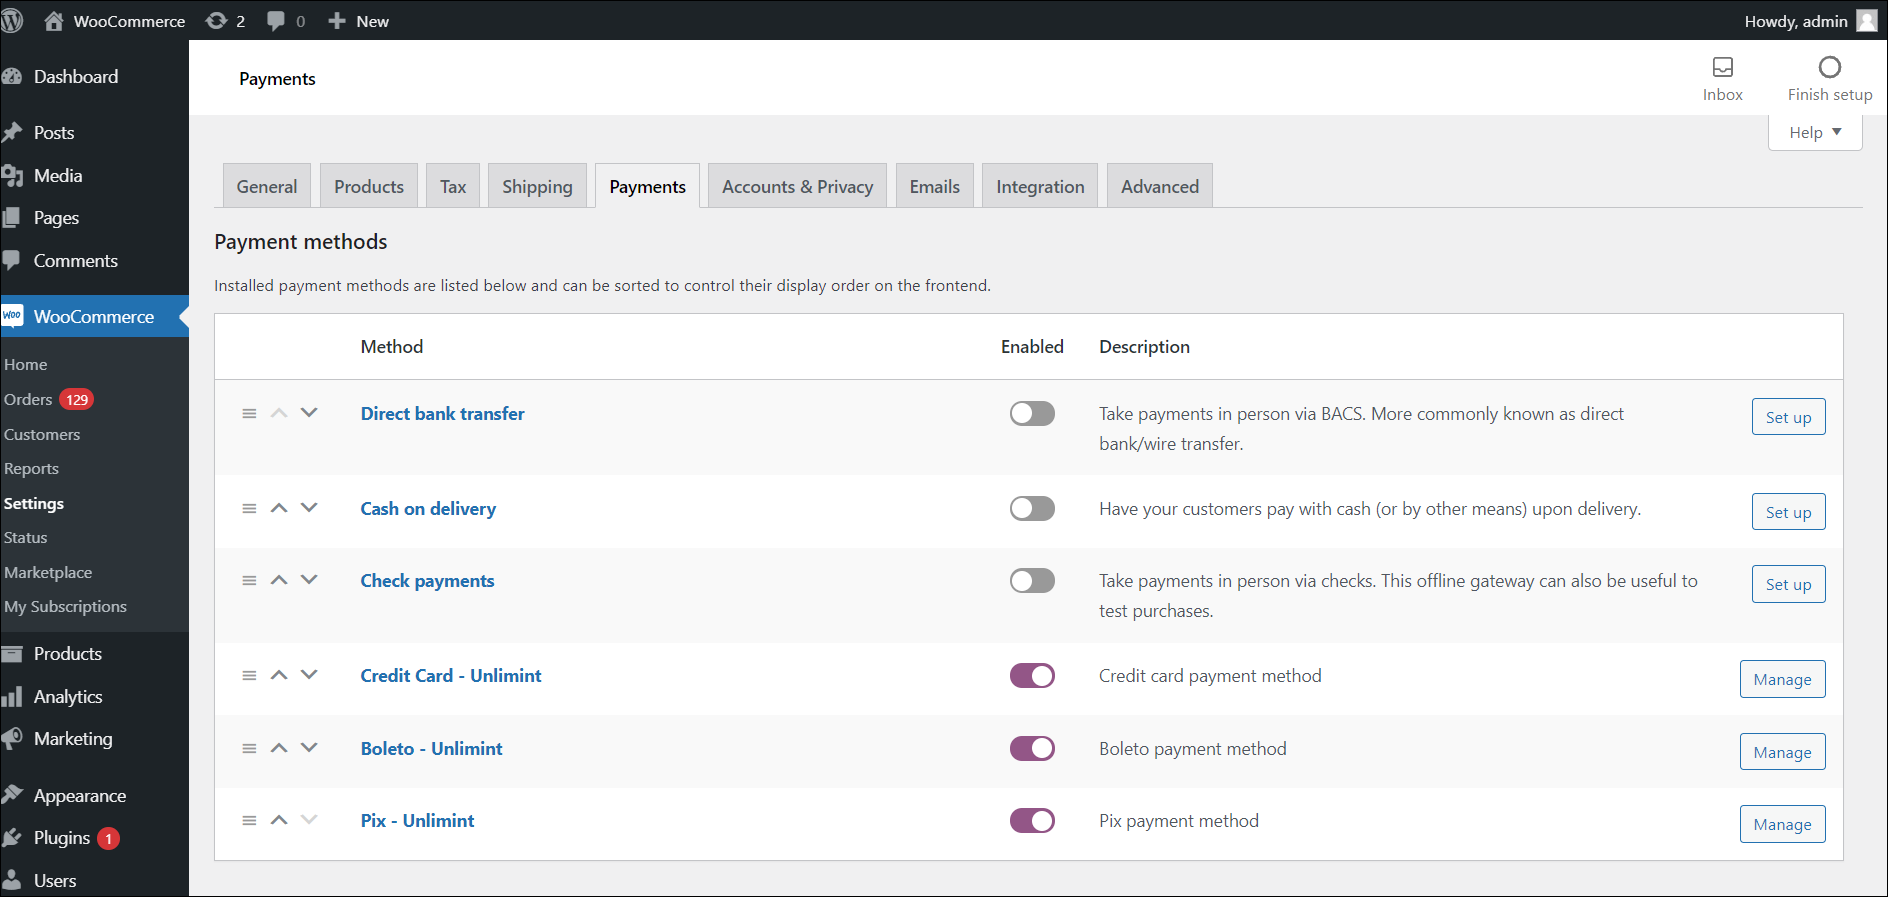 WooCommerce 2 0 New Howdy, admin
Dashboard
Posts
Media
Pages
Comments
Woo WooCommerce
Home
Orders 129
Customers
Reports
Settings
Status
Marketplace
My Subscriptions
Products
Analytics
Marketing
Appearance
Plugins 1
Users
Payments
Inbox
Finish setup
Help
General Products Tax Shipping Payments Accounts & Privacy Emails Integration Advanced
Payment methods
Installed payment methods are listed below and can be sorted to control their display order on the frontend.
Method Enabled Description
Direct bank transfer Take payments in person via BACS. More commonly known as direct Set up
bank/wire transfer.
Cash on delivery Have your customers pay with cash (or by other means) upon delivery. Set up
Check payments Take payments in person via checks. This offline gateway can also be useful to Set up
test purchases.
Credit Card - Unlimint Credit card payment method Manage
Boleto - Unlimint Boleto payment method Manage
Pix - Unlimint Pix payment method Manage